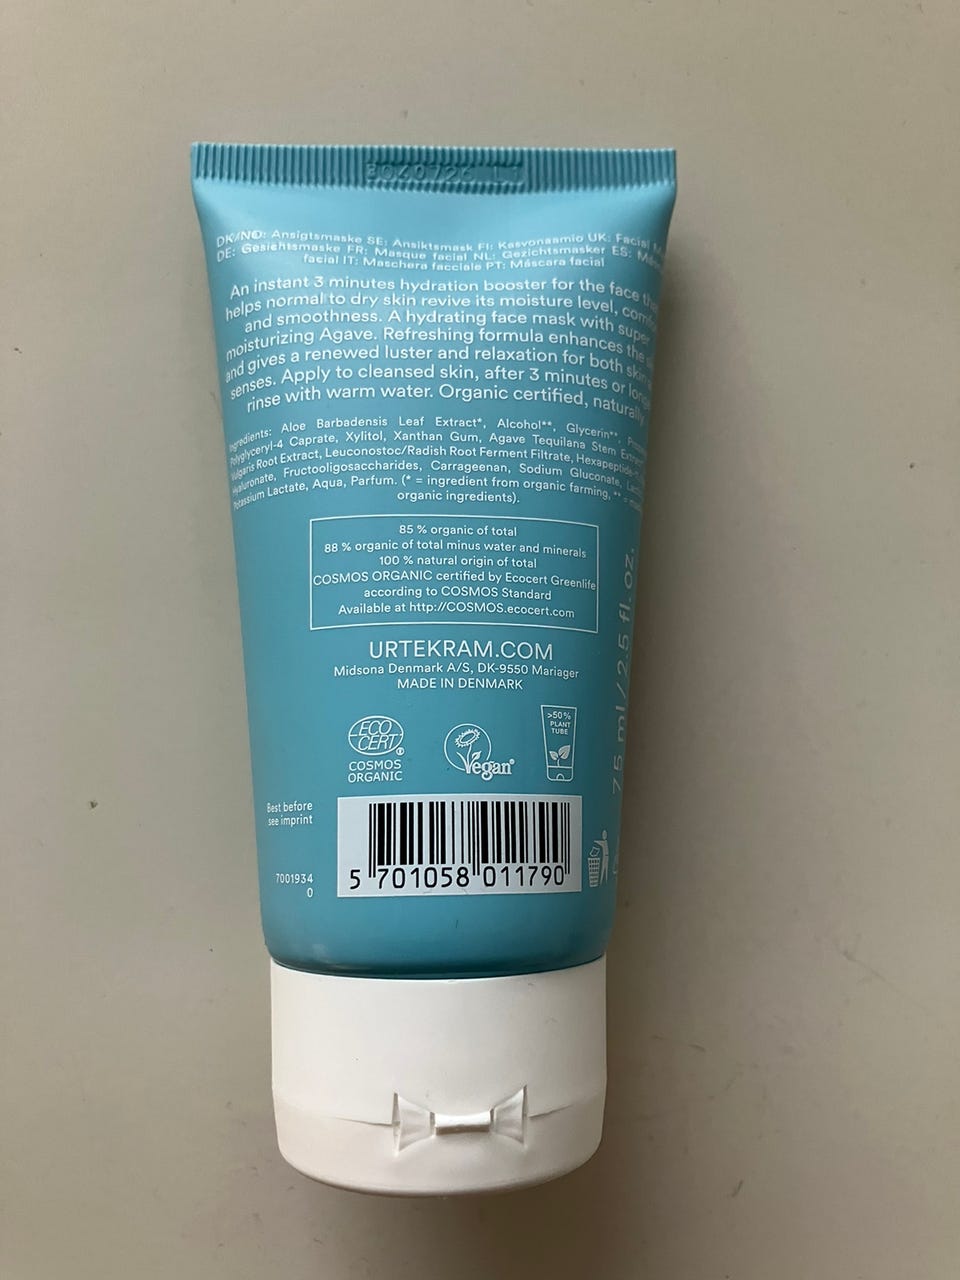 DK/NO: Ansigtsmaske SE: Ansiktsmask FI: Kasvonaamio UK: Facial
DE: Gesichtsmaske FR: Masque facial NL: Gezichtsmasker ES:
facial IT: Maschera facciale PT: Máscara facial
An instant 3 minutes hydration booster for the face
helps normal to dry skin revive its moisture level,
and smoothness. A hydrating face mask with super
moisturizing Agave. Refreshing formula enhances the
and gives a renewed luster and relaxation for both skin
senses. Apply to cleansed skin, after 3 minutes or
rinse with warm water. Organic certified, naturally
Ingredients: Aloe Barbadensis Leaf Extract*, Alcohol**, Glycerin**,
Polyglyceryl-4 Caprate, Xylitol, Xanthan Gum, Agave Tequilana Stem
Vulgaris Root Extract, Leuconostoc/Radish Root Ferment Filtrate,
Hyaluronate, Fructooligosaccharides, Carrageenan, Sodium Gluconate,
Potassium Lactate, Aqua, Parfum. (* = ingredient from organic farming, ** =
organic ingredients).
85 % organic of total
88 % organic of total minus water and minerals
100 % natural origin of total
COSMOS ORGANIC certified by Ecocert Greenlife
according to COSMOS Standard
Available at http://COSMOS.ecocert.com
URTEKRAM.COM
Midsona Denmark A/S, DK-9550 Mariager
MADE IN DENMARK
75 ml / 2.5 fl. oz.
ECO
CERT
COSMOS
ORGANIC
Vegan
>50%
PLANT
TUBE
Best before
see imprint
7001934
0
5 701058 011790